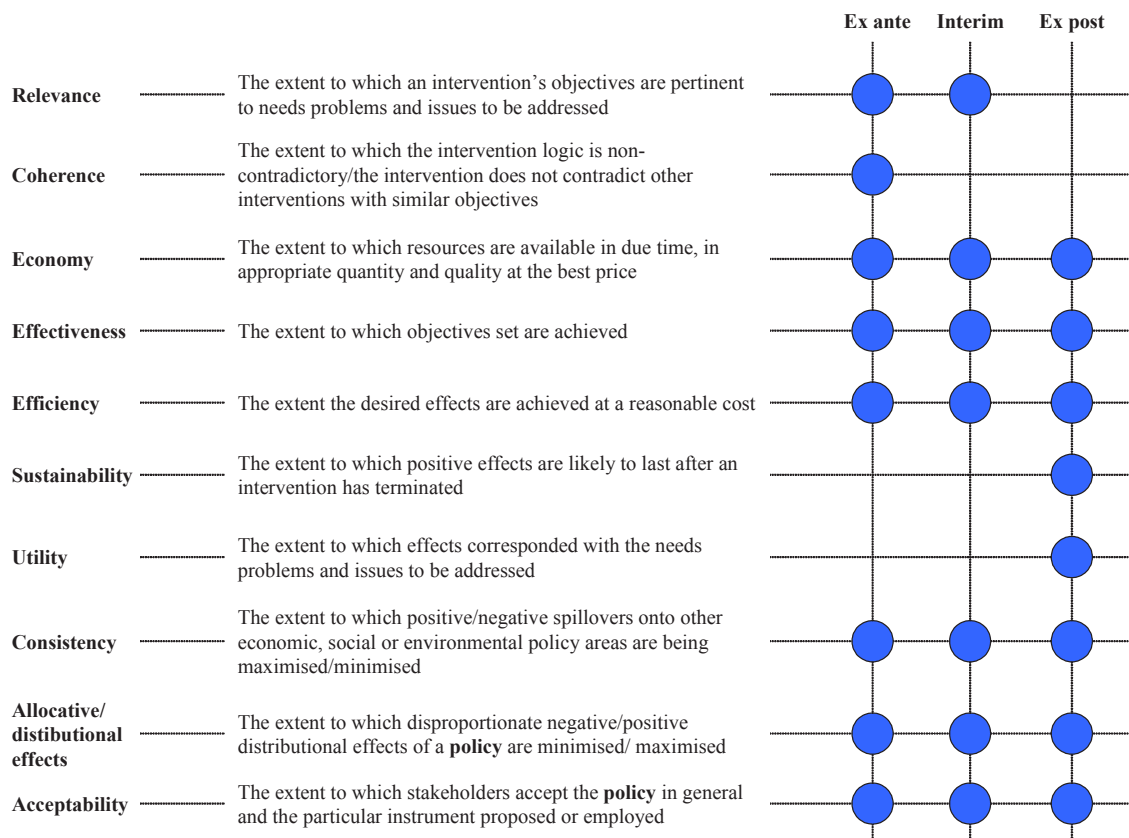 Ex ante Interim Ex post
Relevance
The extent to which an intervention’s objectives are pertinent
to needs problems and issues to be addressed
Coherence
The extent to which the intervention logic is non-
contradictory/the intervention does not contradict other
interventions with similar objectives
Economy
The extent to which resources are available in due time, in
appropriate quantity and quality at the best price
Effectiveness
The extent to which objectives set are achieved
Efficiency
The extent the desired effects are achieved at a reasonable cost
Sustainability
The extent to which positive effects are likely to last after an
intervention has terminated
Utility
The extent to which effects corresponded with the needs
problems and issues to be addressed
Consistency
The extent to which positive/negative spillovers onto other
economic, social or environmental policy areas are being
maximised/minimised
Allocative/
distibutional
effects
The extent to which disproportionate negative/positive
distributional effects of a policy are minimised/ maximised
Acceptability
The extent to which stakeholders accept the policy in general
and the particular instrument proposed or employed